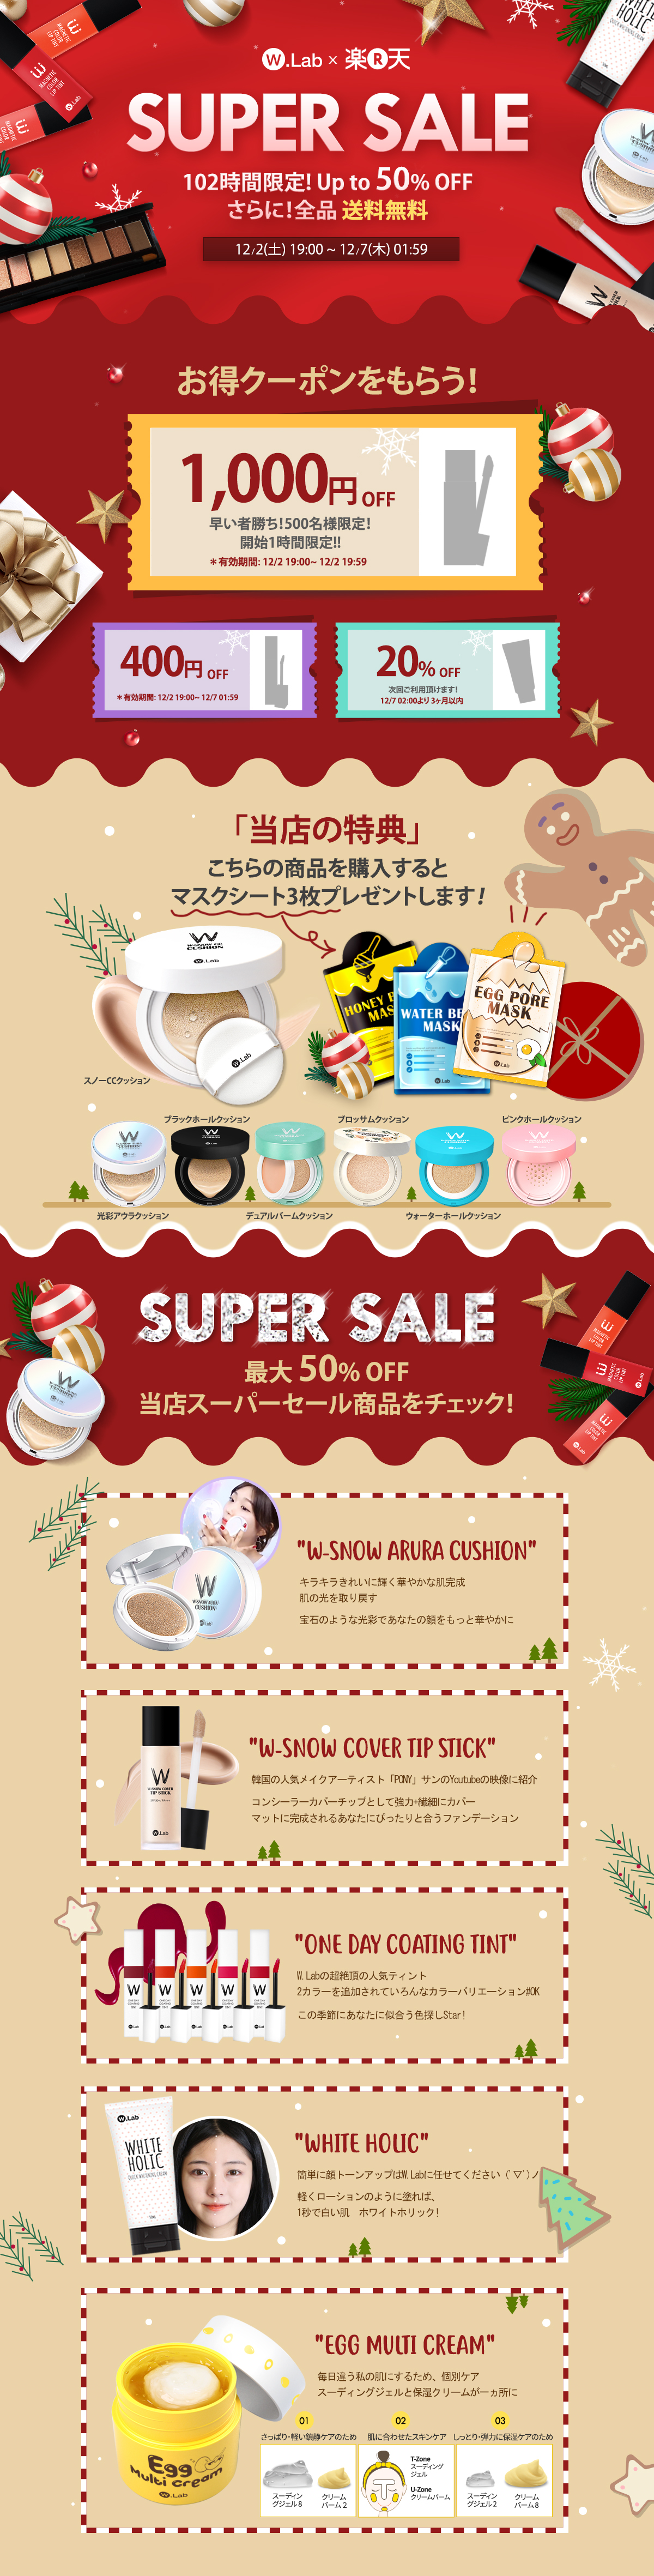 W.Lab × 楽R天
SUPER SALE
102時間限定! Up to 50% OFF
さらに!全品 送料無料
12/2(土) 19:00 ~ 12/7(木) 01:59
MAGNETIC COLOR LIP TINT
W.Lab
WHITE HOLIC
お得クーポンをもらう!
1,000円 OFF
早い者勝ち!500名様限定!
開始1時間限定!!
*有効期間: 12/2 19:00~ 12/2 19:59
400円 OFF
*有効期間: 12/2 19:00~ 12/7 01:59
20% OFF
次回ご利用頂けます!
12/7 02:00より 3ヶ月以内
「当店の特典」
こちらの商品を購入すると
マスクシート3枚プレゼントします!
W-SNOW CC
CUSHION
W.Lab
W.Lab
WATER
MASK
W.Lab
EGG PORE
MASK
W.Lab
スノーCCクッション
ブラックホールクッション
ブロッサムクッション
ピンクホールクッション
光彩アウラクッション
デュアルバームクッション
ウォーターホールクッション
SUPER SALE
最大 50% OFF
当店スーパーセール商品をチェック!
"W-SNOW ARURA CUSHION"
キラキラきれいに輝く華やかな肌完成
肌の光を取り戻す
宝石のような光彩であなたの顔をもっと華やかに
"W-SNOW COVER TIP STICK"
韓国の人気メイクアーティスト「PONY」サンのYoutubeの映像に紹介
コンシーラーカバーチップとして強力+繊細にカバー
マットに完成されるあなたにぴったりと合うファンデーション
W-SNOW COVER
TIP STICK
W.Lab
"ONE DAY COATING TINT"
W.Labの超絶頂の人気ティント
2カラーを追加されていろんなカラーバリエーション#OK
この季節にあなたに似合う色探しStar!
W.Lab
WHITE
HOLIC
QUICK WHITENING CREAM
"WHITE HOLIC"
簡単に顔トーンアップはW.Labに任せてください(´▽`)ノ
軽くローションのように塗れば、
1秒で白い肌　ホワイトホリック!
"EGG MULTI CREAM"
毎日違う私の肌にするため、個別ケア
スーディングジェルと保湿クリームが一ヵ所に
Egg
Multi cream
W.Lab
01
さっぱり・軽い鎮静ケアのため
スーディングジェル8
クリームバーム2
02
肌に合わせたスキンケア
T-Zone
スーディング
ジェル
U-Zone
クリームバーム
03
しっとり・弾力に保湿ケアのため
スーディングジェル2
クリームバーム8